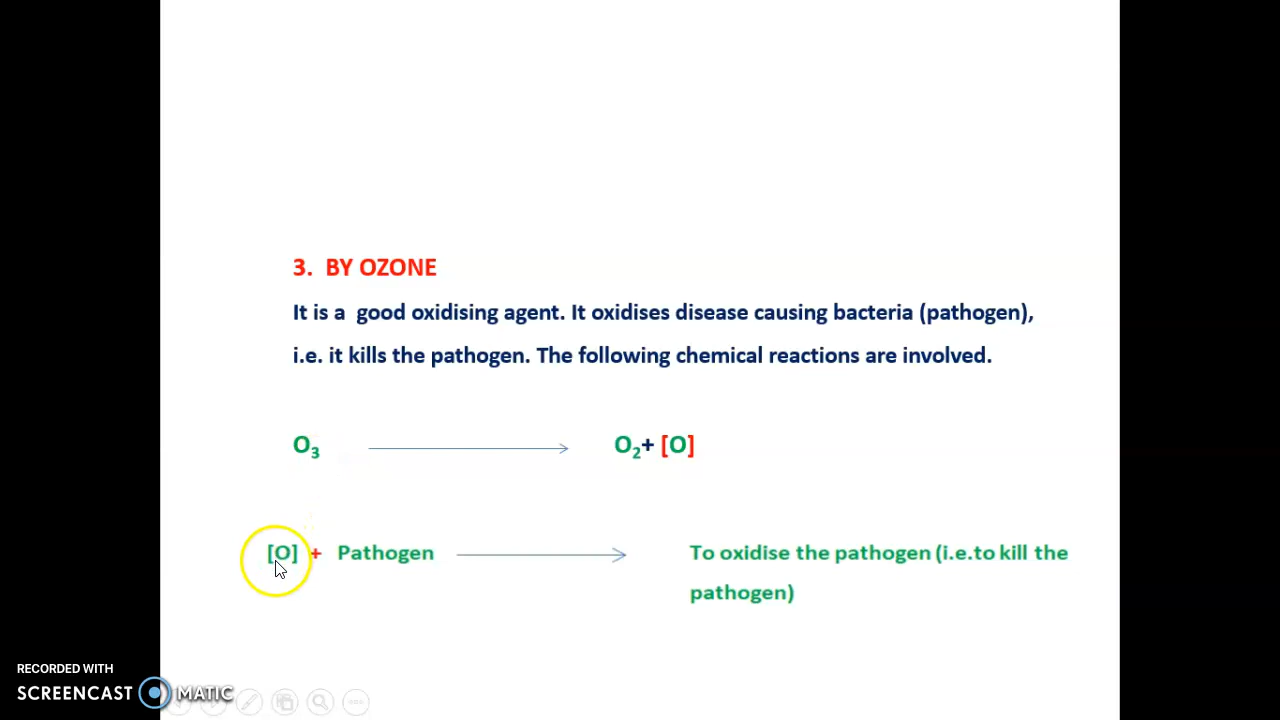 3. BY OZONE
It is a good oxidising agent. It oxidises disease causing bacteria (pathogen),
i.e. it kills the pathogen. The following chemical reactions are involved.
O₃ ⟶ O₂+ [O]
[O] + Pathogen ⟶ To oxidise the pathogen (i.e.to kill the
pathogen)
RECORDED WITH
SCREENCAST MATIC